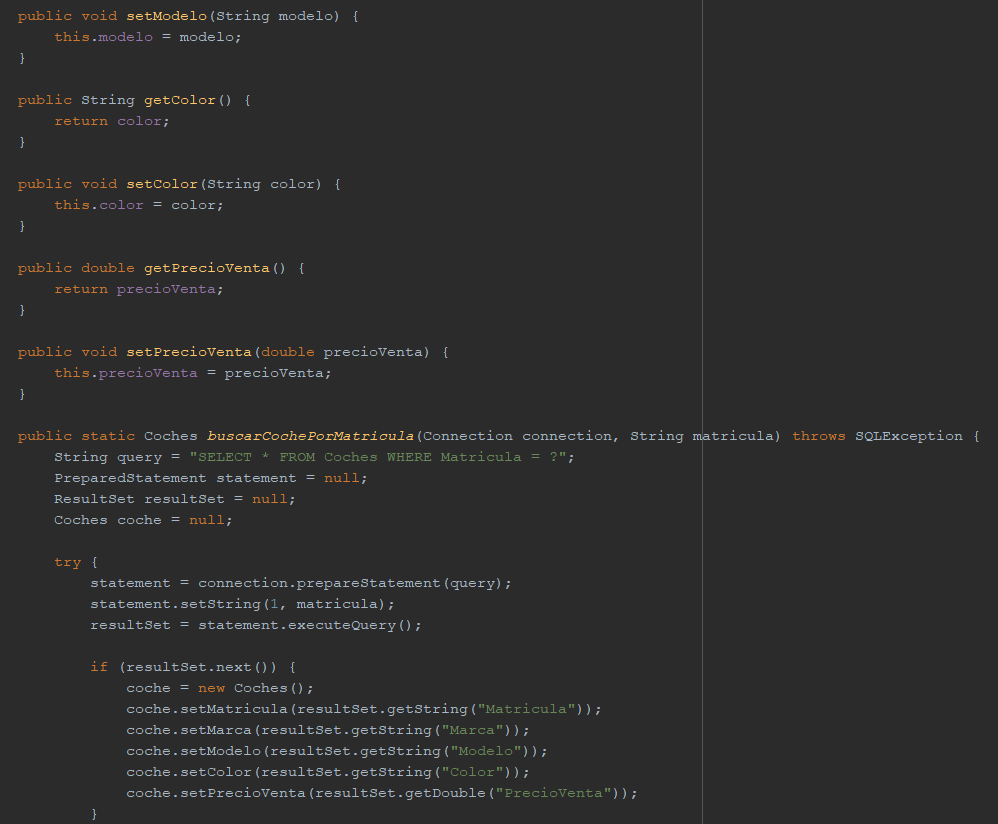 public void setModelo(String modelo) {
    this.modelo = modelo;
}

public String getColor() {
    return color;
}

public void setColor(String color) {
    this.color = color;
}

public double getPrecioVenta() {
    return precioVenta;
}

public void setPrecioVenta(double precioVenta) {
    this.precioVenta = precioVenta;
}

public static Coches buscarCochePorMatricula(Connection connection, String matricula) throws SQLException {
    String query = "SELECT * FROM Coches WHERE Matricula = ?";
    PreparedStatement statement = null;
    ResultSet resultSet = null;
    Coches coche = null;

    try {
        statement = connection.prepareStatement(query);
        statement.setString(1, matricula);
        resultSet = statement.executeQuery();

        if (resultSet.next()) {
            coche = new Coches();
            coche.setMatricula(resultSet.getString("Matricula"));
            coche.setMarca(resultSet.getString("Marca"));
            coche.setModelo(resultSet.getString("Modelo"));
            coche.setColor(resultSet.getString("Color"));
            coche.setPrecioVenta(resultSet.getDouble("PrecioVenta"));
        }